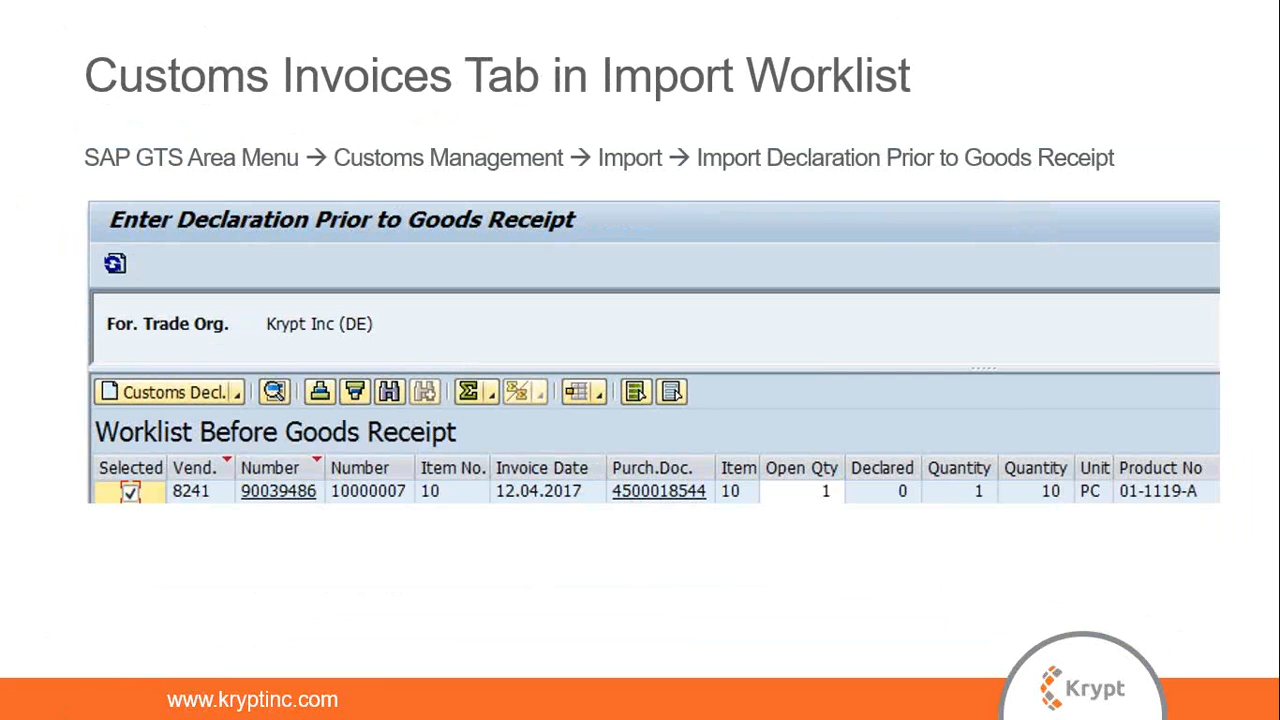 Customs Invoices Tab in Import Worklist
SAP GTS Area Menu → Customs Management → Import → Import Declaration Prior to Goods Receipt
Enter Declaration Prior to Goods Receipt
For. Trade Org. Krypt Inc (DE)
Customs Decl.
Worklist Before Goods Receipt
Selected Vend. Number Number Item No. Invoice Date Purch.Doc. Item Open Qty Declared Quantity Quantity Unit Product No
8241 90039486 10000007 10 12.04.2017 4500018544 10 1 0 1 10 PC 01-1119-A
www.kryptinc.com
Krypt